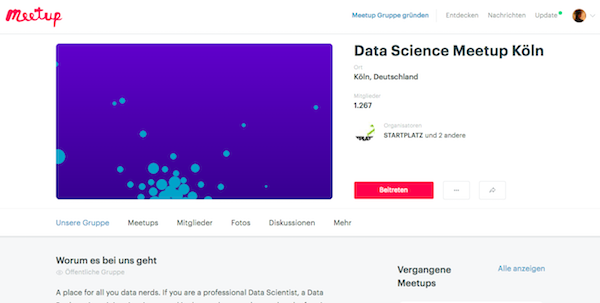 meetup
Meetup Gruppe gründen
Entdecken
Nachrichten
Update
Data Science Meetup Köln
Ort
Köln, Deutschland
Mitglieder
1.267
Organisatoren
STARTPLATZ und 2 andere
Beitreten
Unsere Gruppe
Meetups
Mitglieder
Fotos
Diskussionen
Mehr
Worum es bei uns geht
Öffentliche Gruppe
A place for all you data nerds. If you are a professional Data Scientist, a Data
Vergangene
Meetups
Alle anzeigen